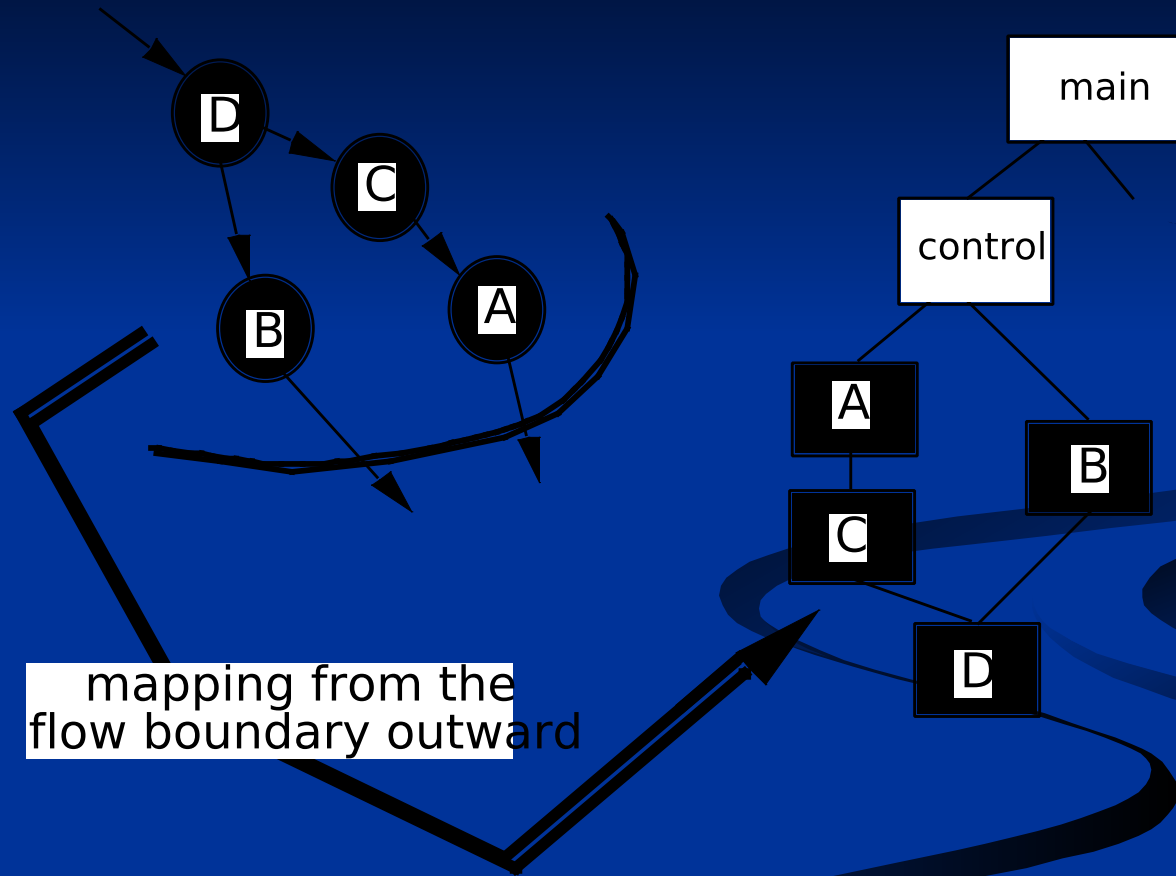 D
C
A
B
main
control
A
B
C
D
mapping from the
flow boundary outward